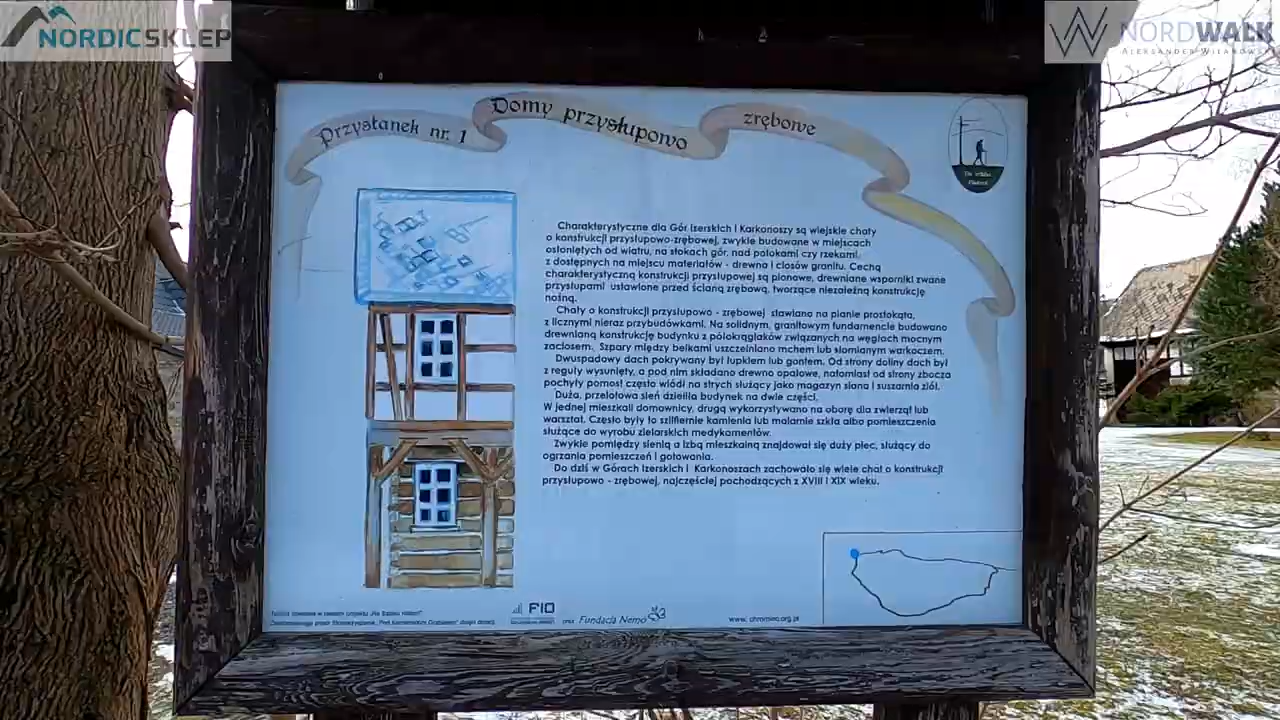 NORDICSKLEP
NORDWALK
Przystanek nr. 1 Domy przysłupowo zrębowe
Charakterystyczne dla Gór Izerskich i Karkonoszy są wiejskie chaty
o konstrukcji przysłupowo-zrębowej, zwykle budowane w miejscach
osłoniętych od wiatru, na stokach gór, nad potokami czy rzekami,
z dostępnych na miejscu materiałów - drewna i ciosów granitu. Cechą
charakterystyczną konstrukcji przysłupowej są pionowe, drewniane wsporniki zwane
przysłupami ustawione przed ścianą zrębową, tworzące niezależną konstrukcję
nośną.
Chaty o konstrukcji przysłupowo - zrębowej stawiano na planie prostokąta,
z licznymi nieraz przybudówkami. Na solidnym, granitowym fundamencie budowano
drewnianą konstrukcję budynku z półokrąglaków związanych na węgłach mocnym
zaciosem. Szpary między belkami uszczelniano mchem lub słomianym warkoczem.
Dwuspadowy dach pokrywany był łupkiem lub gontem. Od strony doliny dach był
z reguły wysunięty, a pod nim składano drewno opałowe, natomiast od strony zbocza
pochyły pomost często wiódł na strych służący jako magazyn siana i suszarnia ziół.
Duża, przelotowa sień dzieliła budynek na dwie części.
W jednej mieszkali domownicy, drugą wykorzystywano na oborę dla zwierząt lub
warsztat. Często były to szlifiernie kamienia lub malarnie szkła albo pomieszczenia
służące do wyrobu zielarskich medykamentów.
Zwykle pomiędzy sienią a izbą mieszkalną znajdował się duży piec, służący do
ogrzania pomieszczeń i gotowania.
Do dziś w Górach Izerskich i Karkonoszach zachowało się wiele chat o konstrukcji
przysłupowo - zrębowej, najczęściej pochodzących z XVIII i XIX wieku.
FIO
oraz Fundacja Nemo
www.chromiec.org.pl